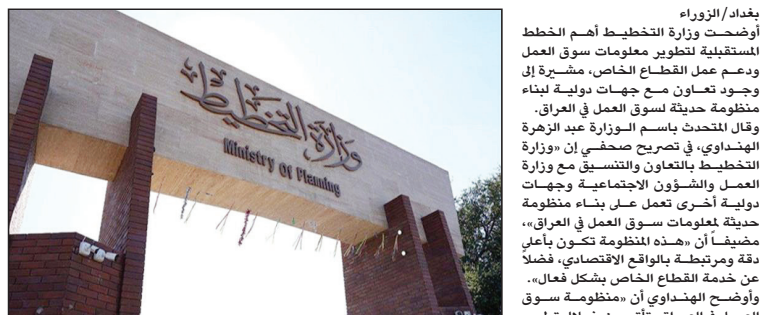 بغداد/الزوراء
أوضحت وزارة التخطيط أهم الخطط
المستقبلية لتطوير معلومات سوق العمل
ودعم عمل القطاع الخاص، مشيرة إلى
وجود تعاون مع جهات دولية لبناء
منظومة حديثة لسوق العمل في العراق.
وقال المتحدث باسم الوزارة عبد الزهرة
الهنداوي، في تصريح صحفي إن «وزارة
التخطيط بالتعاون والتنسيق مع وزارة
العمل والشؤون الاجتماعية وجهات
دولية أخرى تعمل على بناء منظومة
حديثة لمعلومات سوق العمل في العراق»،
مضيفاً أن «هذه المنظومة تكون بأعلى
دقة ومرتبطة بالواقع الاقتصادي، فضلاً
عن خدمة القطاع الخاص بشكل فعال».
وأوضح الهنداوي أن «منظومة سوق
وزارة التخطيط
Ministry Of Planning